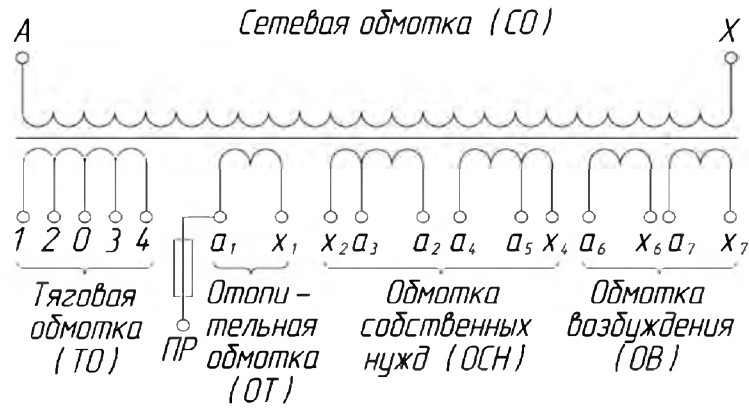 Сетевая обмотка (СО)
A X
1 2 0 3 4 a₁ x₁ x₂ a₃ a₂ a₄ a₅ x₄ a₆ x₆ a₇ x₇
Тяговая
обмотка
(ТО)
ПР
Отопи-
тельная
обмотка
(ОТ)
Обмотка
собственных
нужд (ОСН)
Обмотка
возбуждения
(ОВ)